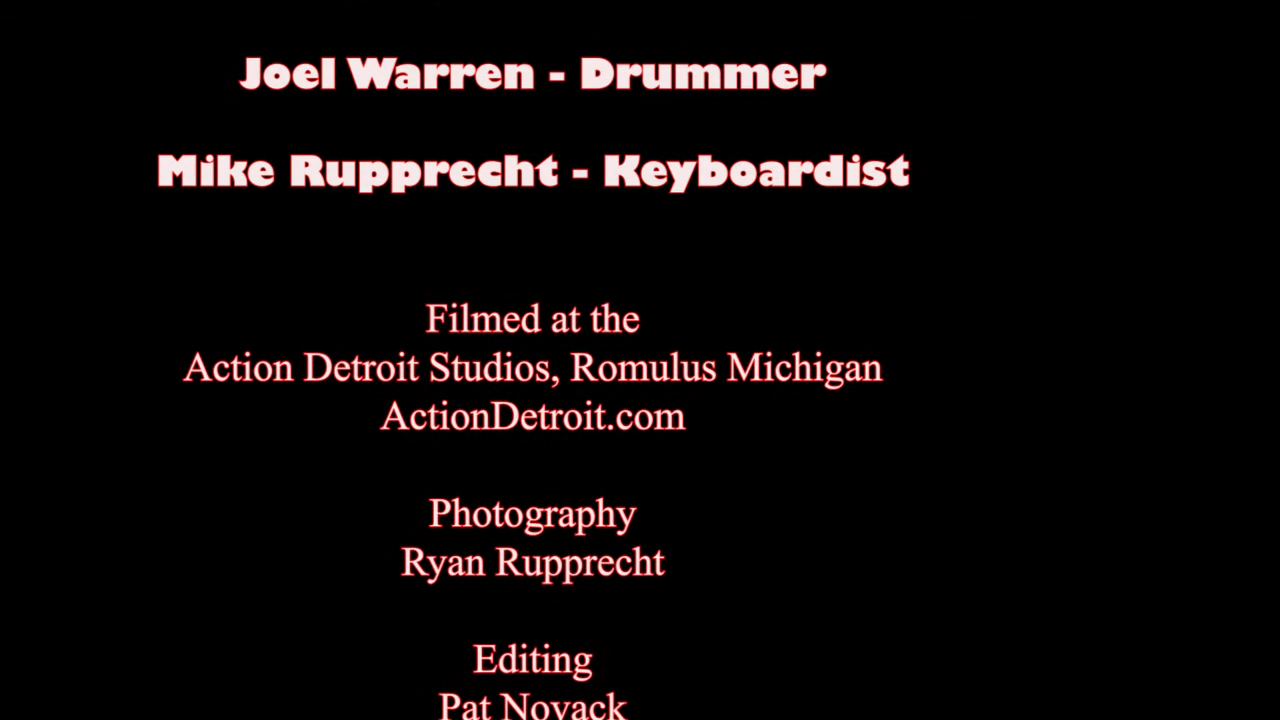 Joel Warren - Drummer
Mike Rupprecht - Keyboardist
Filmed at the
Action Detroit Studios, Romulus Michigan
ActionDetroit.com
Photography
Ryan Rupprecht
Editing
Pat Novack